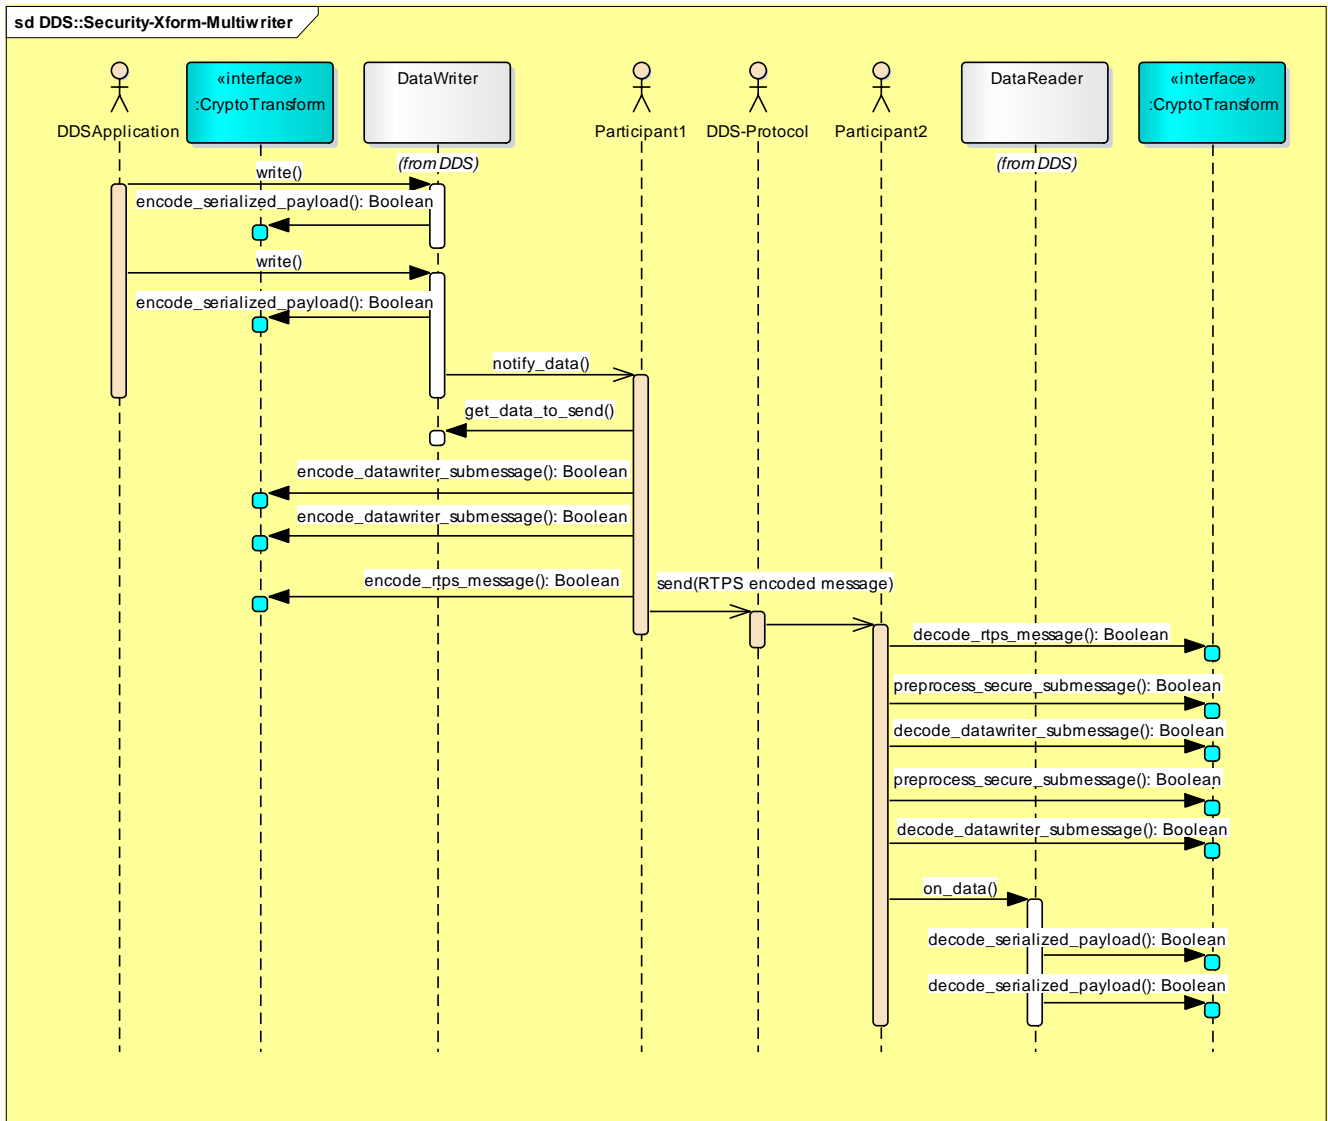 sd DDS::Security-Xform-Multiwriter
DDSApplication
«interface»
:CryptoTransform
DataWriter
(from DDS)
Participant1
DDS-Protocol
Participant2
DataReader
(from DDS)
«interface»
:CryptoTransform
write()
encode_serialized_payload(): Boolean
write()
encode_serialized_payload(): Boolean
notify_data()
get_data_to_send()
encode_datawriter_submessage(): Boolean
encode_datawriter_submessage(): Boolean
encode_rtps_message(): Boolean
send(RTPS encoded message)
decode_rtps_message(): Boolean
preprocess_secure_submessage(): Boolean
decode_datawriter_submessage(): Boolean
preprocess_secure_submessage(): Boolean
decode_datawriter_submessage(): Boolean
on_data()
decode_serialized_payload(): Boolean
decode_serialized_payload(): Boolean